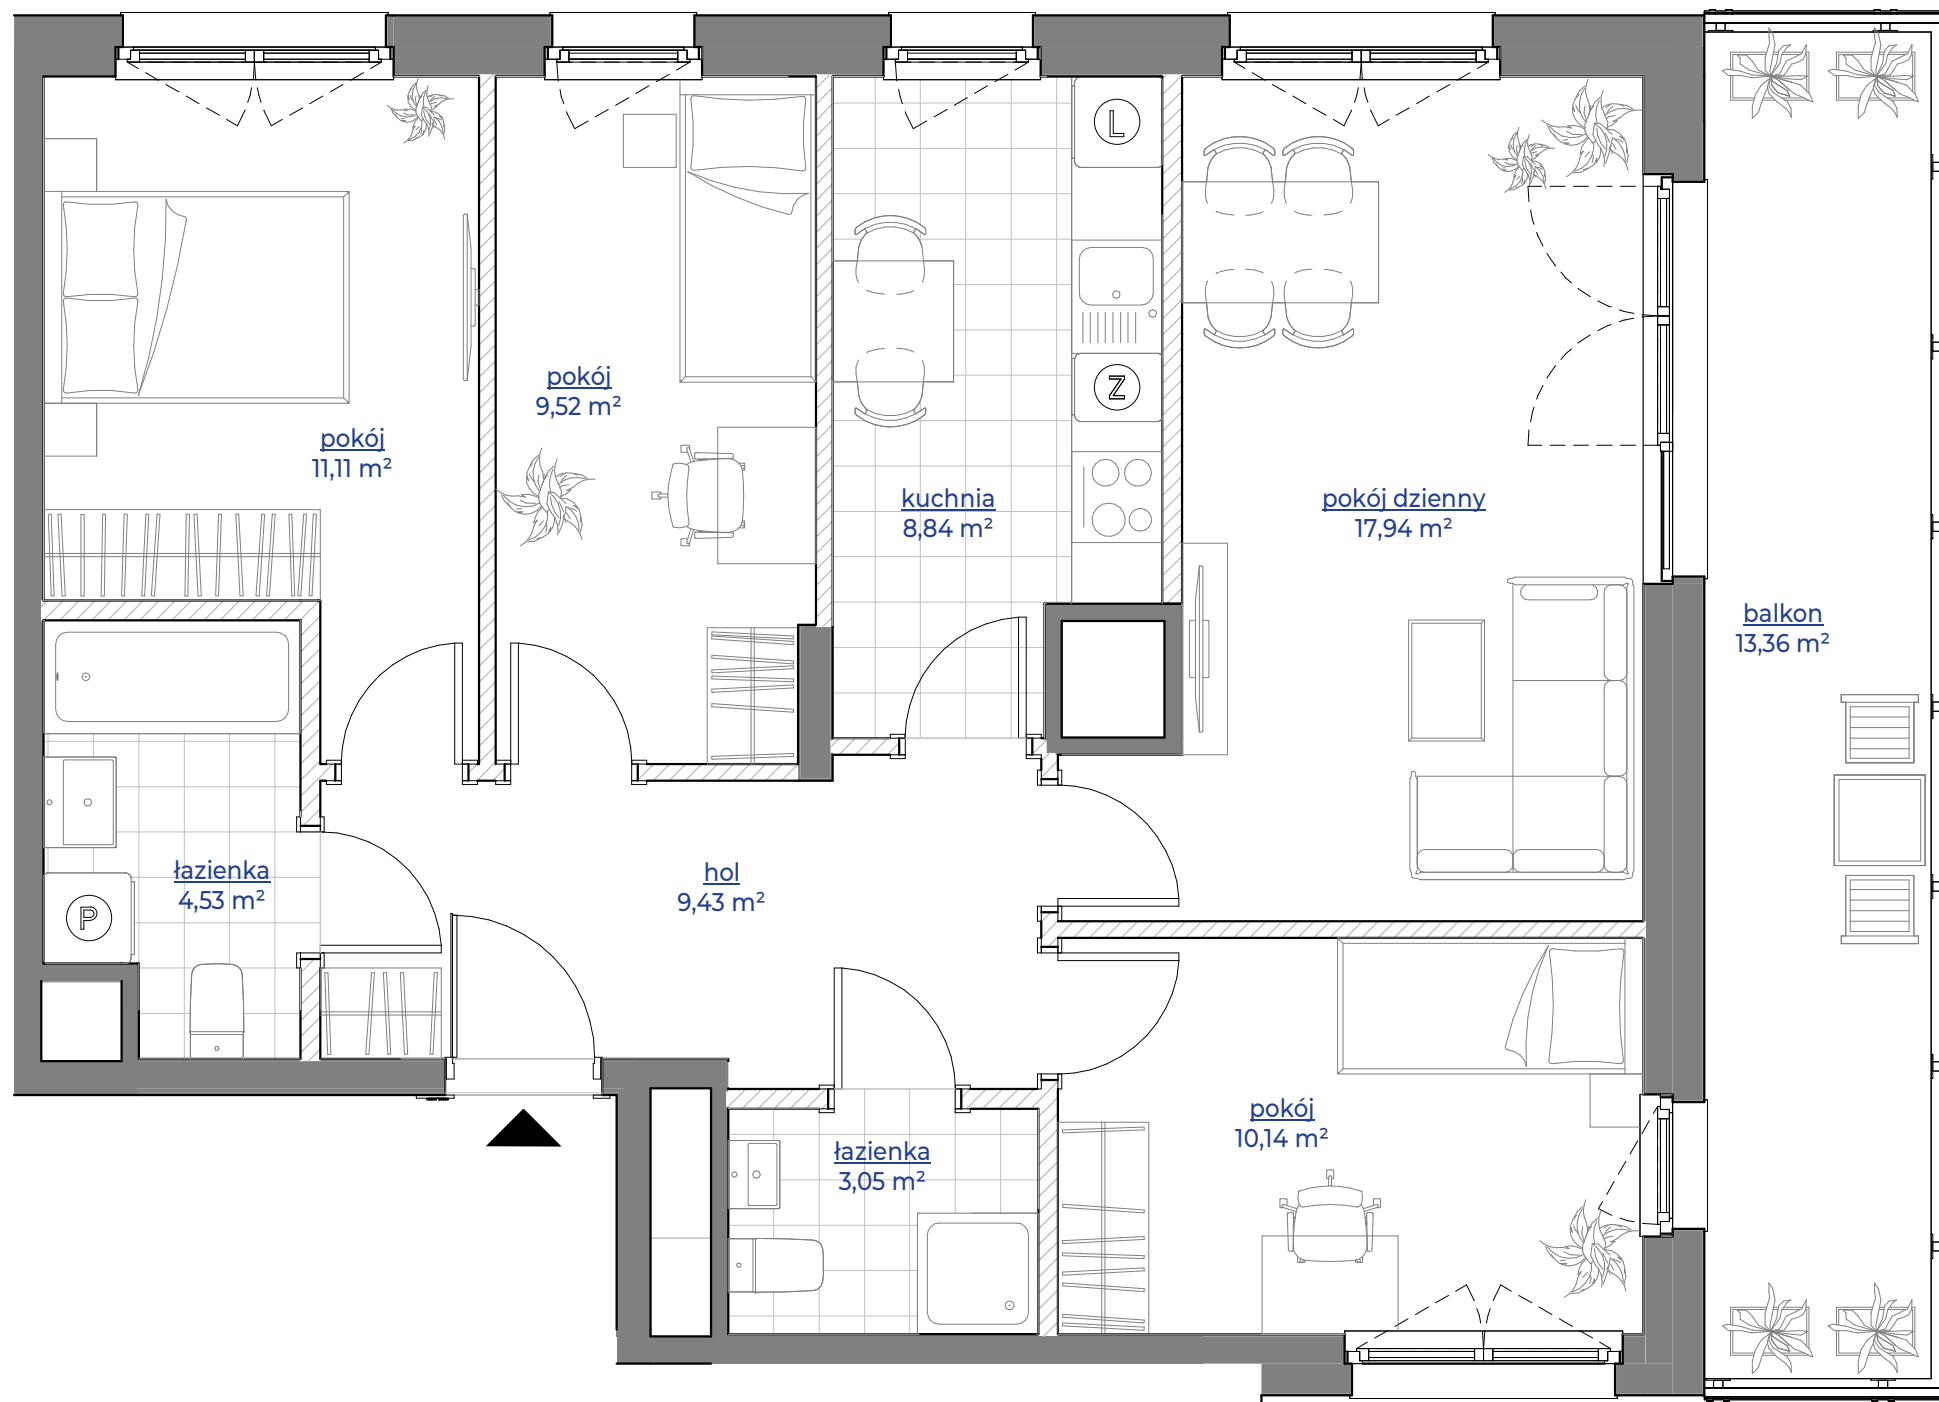 L
pokój
9,52 m²
Z
pokój
11,11 m²
kuchnia
8,84 m²
pokój dzienny
17,94 m²
balkon
13,36 m²
łazienka
4,53 m²
P
hol
9,43 m²
pokój
10,14 m²
łazienka
3,05 m²